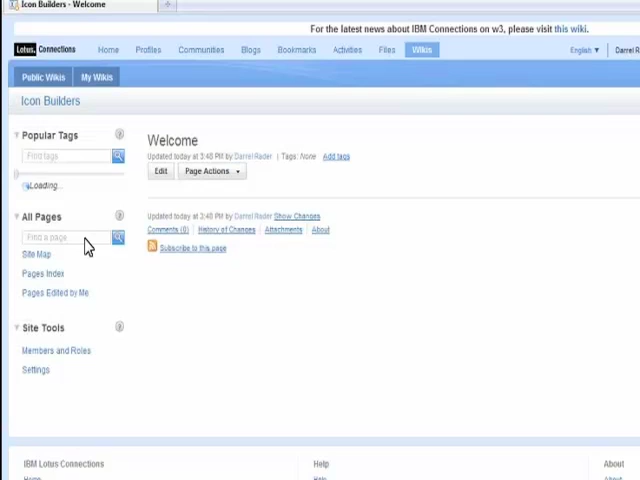 Icon Builders - Welcome
For the latest news about IBM Connections on w3, please visit this wiki.
Lotus. Connections Home Profiles Communities Blogs Bookmarks Activities Files Wikis English ▼ Darrel R
Public Wikis My Wikis
Icon Builders
Popular Tags ?
Find tags
Loading...
All Pages ?
Find a page
Site Map
Pages Index
Pages Edited by Me
Site Tools ?
Members and Roles
Settings
Welcome
Updated today at 3:48 PM by Darrel Rader | Tags: None Add tags
Edit Page Actions ▼
Updated today at 3:48 PM by Darrel Rader Show Changes
Comments (0) History of Changes Attachments About
Subscribe to this page
IBM Lotus Connections Help About
Home Help About